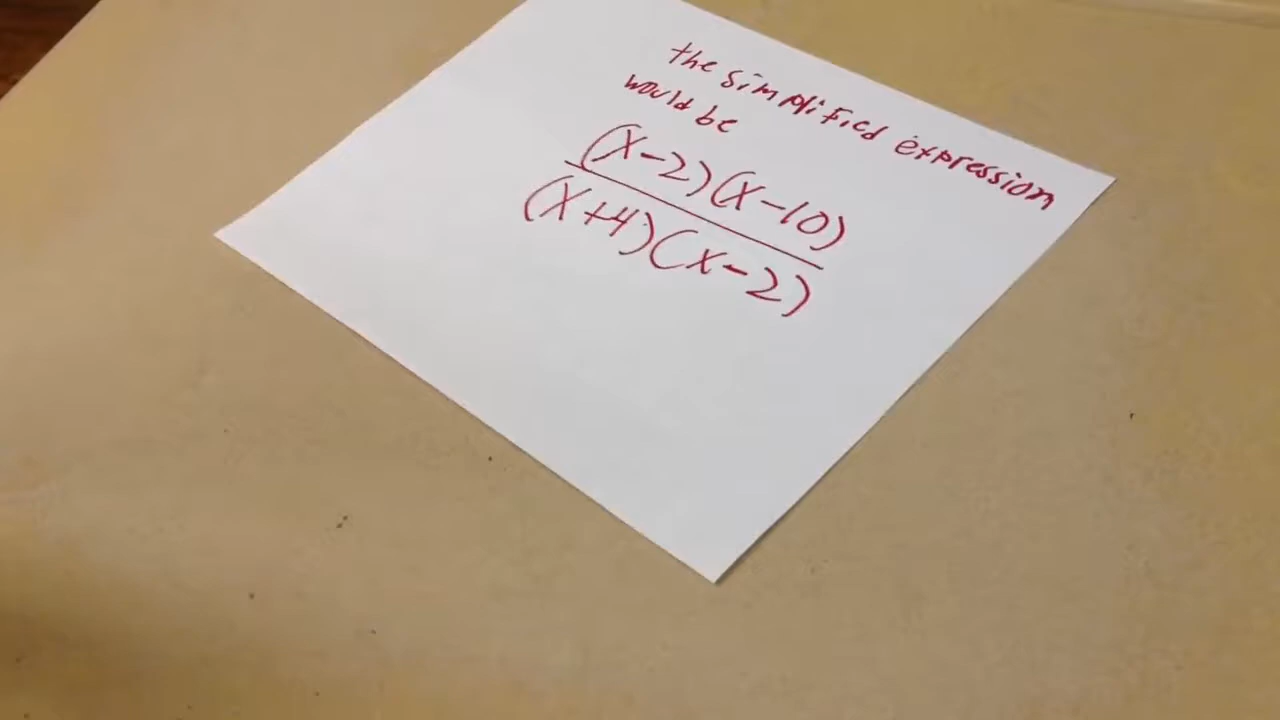 the simplified expression
would be
(x-2)(x-10)
(x+4)(x-2)